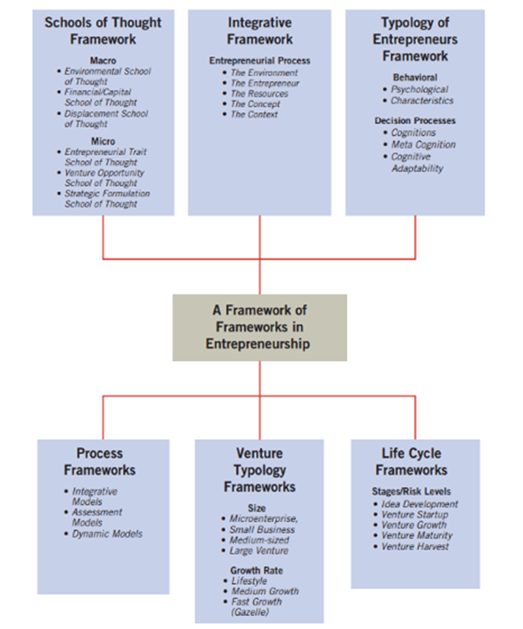 Schools of Thought
Framework
Macro
• Environmental School
of Thought
• Financial/Capital
School of Thought
• Displacement School
of Thought
Micro
• Entrepreneurial Trait
School of Thought
• Venture Opportunity
School of Thought
• Strategic Formulation
School of Thought
Integrative
Framework
Entrepreneurial Process
• The Environment
• The Entrepreneur
• The Resources
• The Concept
• The Context
Typology of
Entrepreneurs
Framework
Behavioral
• Psychological
• Characteristics
Decision Processes
• Cognitions
• Meta Cognition
• Cognitive
Adaptability
A Framework of
Frameworks in
Entrepreneurship
Process
Frameworks
• Integrative
Models
• Assessment
Models
• Dynamic Models
Venture
Typology
Frameworks
Size
• Microenterprise,
• Small Business
• Medium-sized
• Large Venture
Growth Rate
• Lifestyle
• Medium Growth
• Fast Growth
(Gazelle)
Life Cycle
Frameworks
Stages/Risk Levels
• Idea Development
• Venture Startup
• Venture Growth
• Venture Maturity
• Venture Harvest